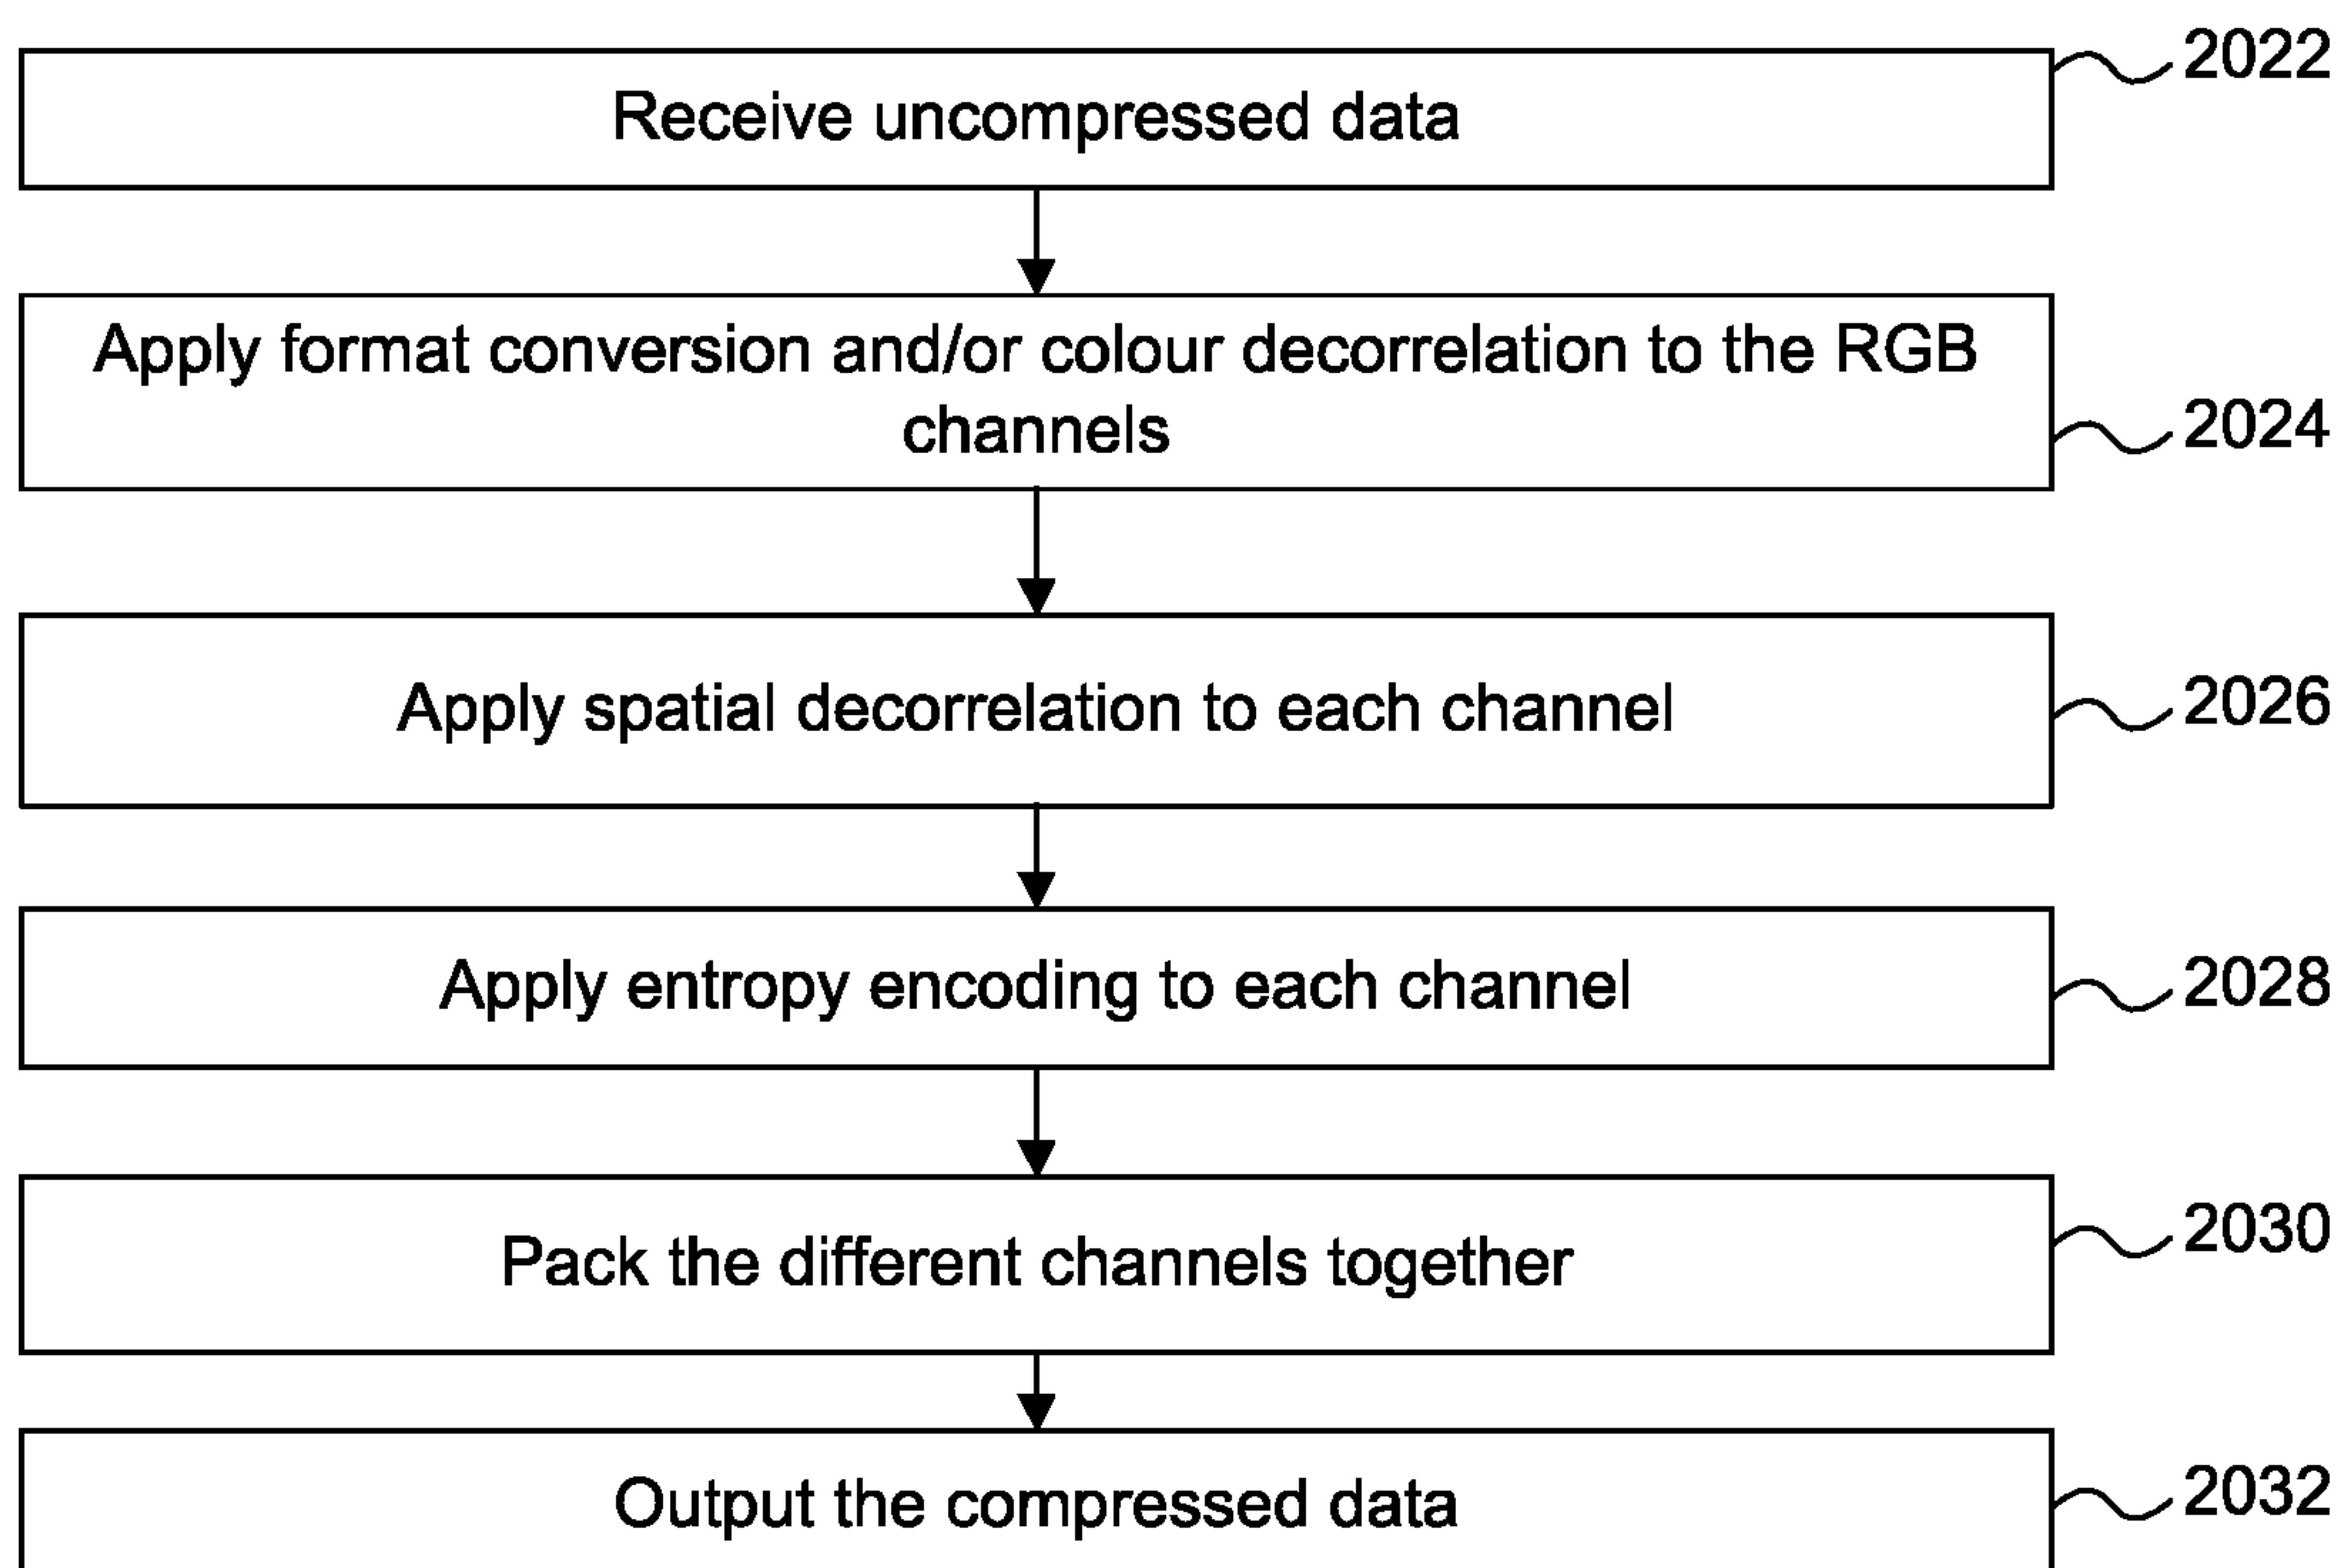 Receive uncompressed data
2022
Apply format conversion and/or colour decorrelation to the RGB
channels
2024
Apply spatial decorrelation to each channel
2026
Apply entropy encoding to each channel
2028
Pack the different channels together
2030
Output the compressed data
2032